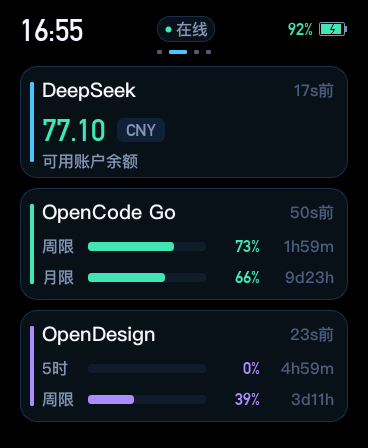 16:55 在线 92%
DeepSeek 17s前
77.10 CNY
可用账户余额
OpenCode Go 50s前
周限 73% 1h59m
月限 66% 9d23h
OpenDesign 23s前
5时 0% 4h59m
周限 39% 3d11h